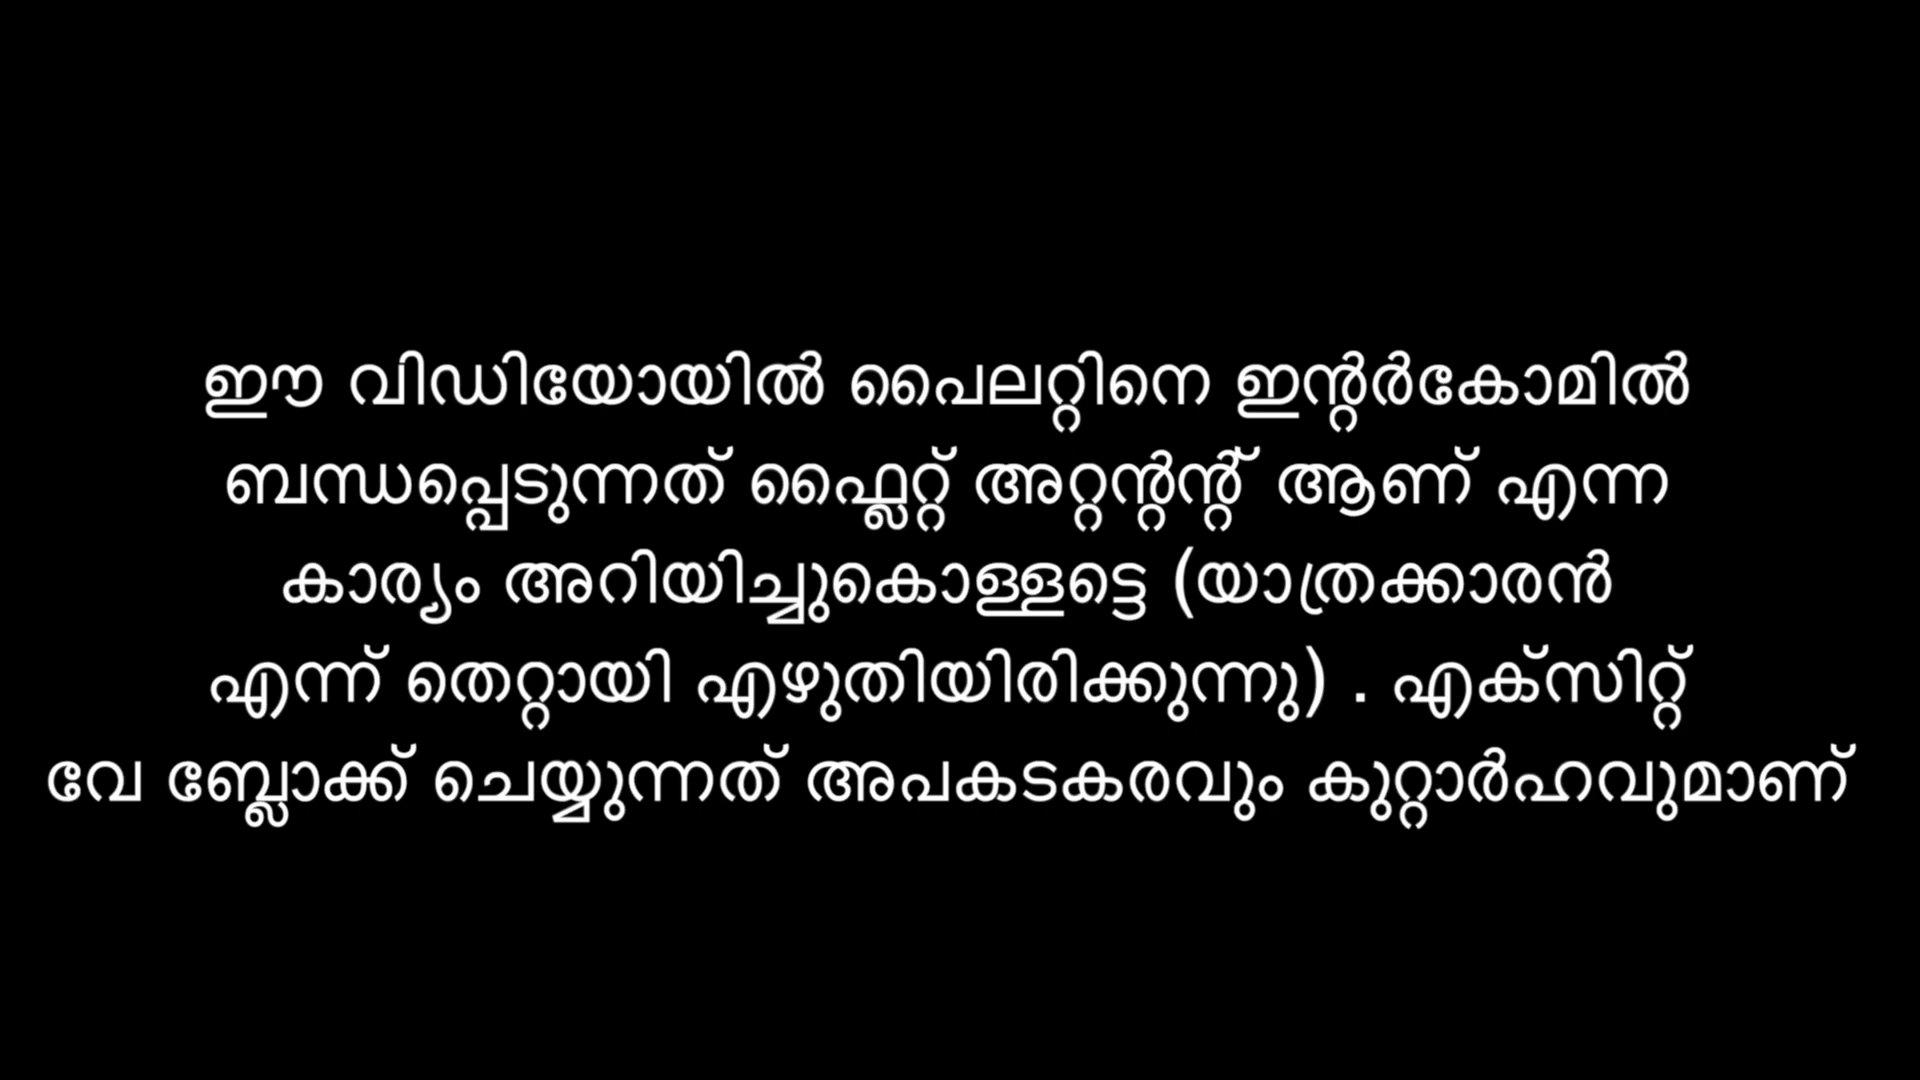 ഈ വിഡിയോയിൽ പൈലറ്റിനെ ഇന്റർകോമിൽ
ബന്ധപ്പെടുന്നത് ഫ്ലൈറ്റ് അറ്റന്റന്റ് ആണ് എന്ന
കാര്യം അറിയിച്ചുകൊള്ളട്ടെ (യാത്രക്കാരൻ
എന്ന് തെറ്റായി എഴുതിയിരിക്കുന്നു) . എക്സിറ്റ്
വേ ബ്ലോക്ക് ചെയ്യുന്നത് അപകടകരവും കുറ്റാർഹവുമാണ്